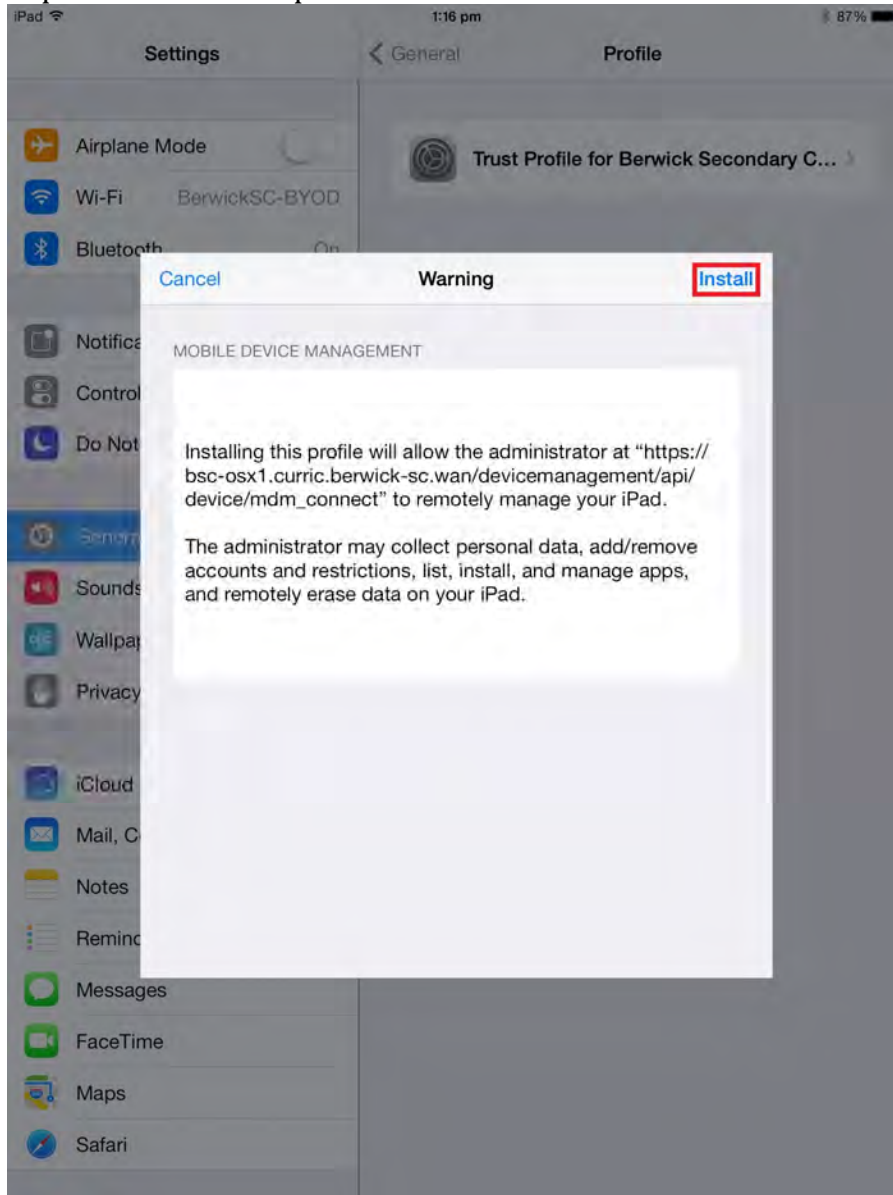 iPad 1:16 pm 87%
Settings
General Profile
Airplane Mode
Trust Profile for Berwick Secondary C...
Wi-Fi BerwickSC-BYOD
Bluetooth On
Cancel Warning Install
Notifica
MOBILE DEVICE MANAGEMENT
Control
Do Not
Installing this profile will allow the administrator at “https://
bsc-osx1.curric.berwick-sc.wan/devicemanagement/api/
device/mdm_connect” to remotely manage your iPad.
Genera
The administrator may collect personal data, add/remove
accounts and restrictions, list, install, and manage apps,
and remotely erase data on your iPad.
Sounds
Wallpap
Privacy
iCloud
Mail, C
Notes
Reminc
Messages
FaceTime
Maps
Safari